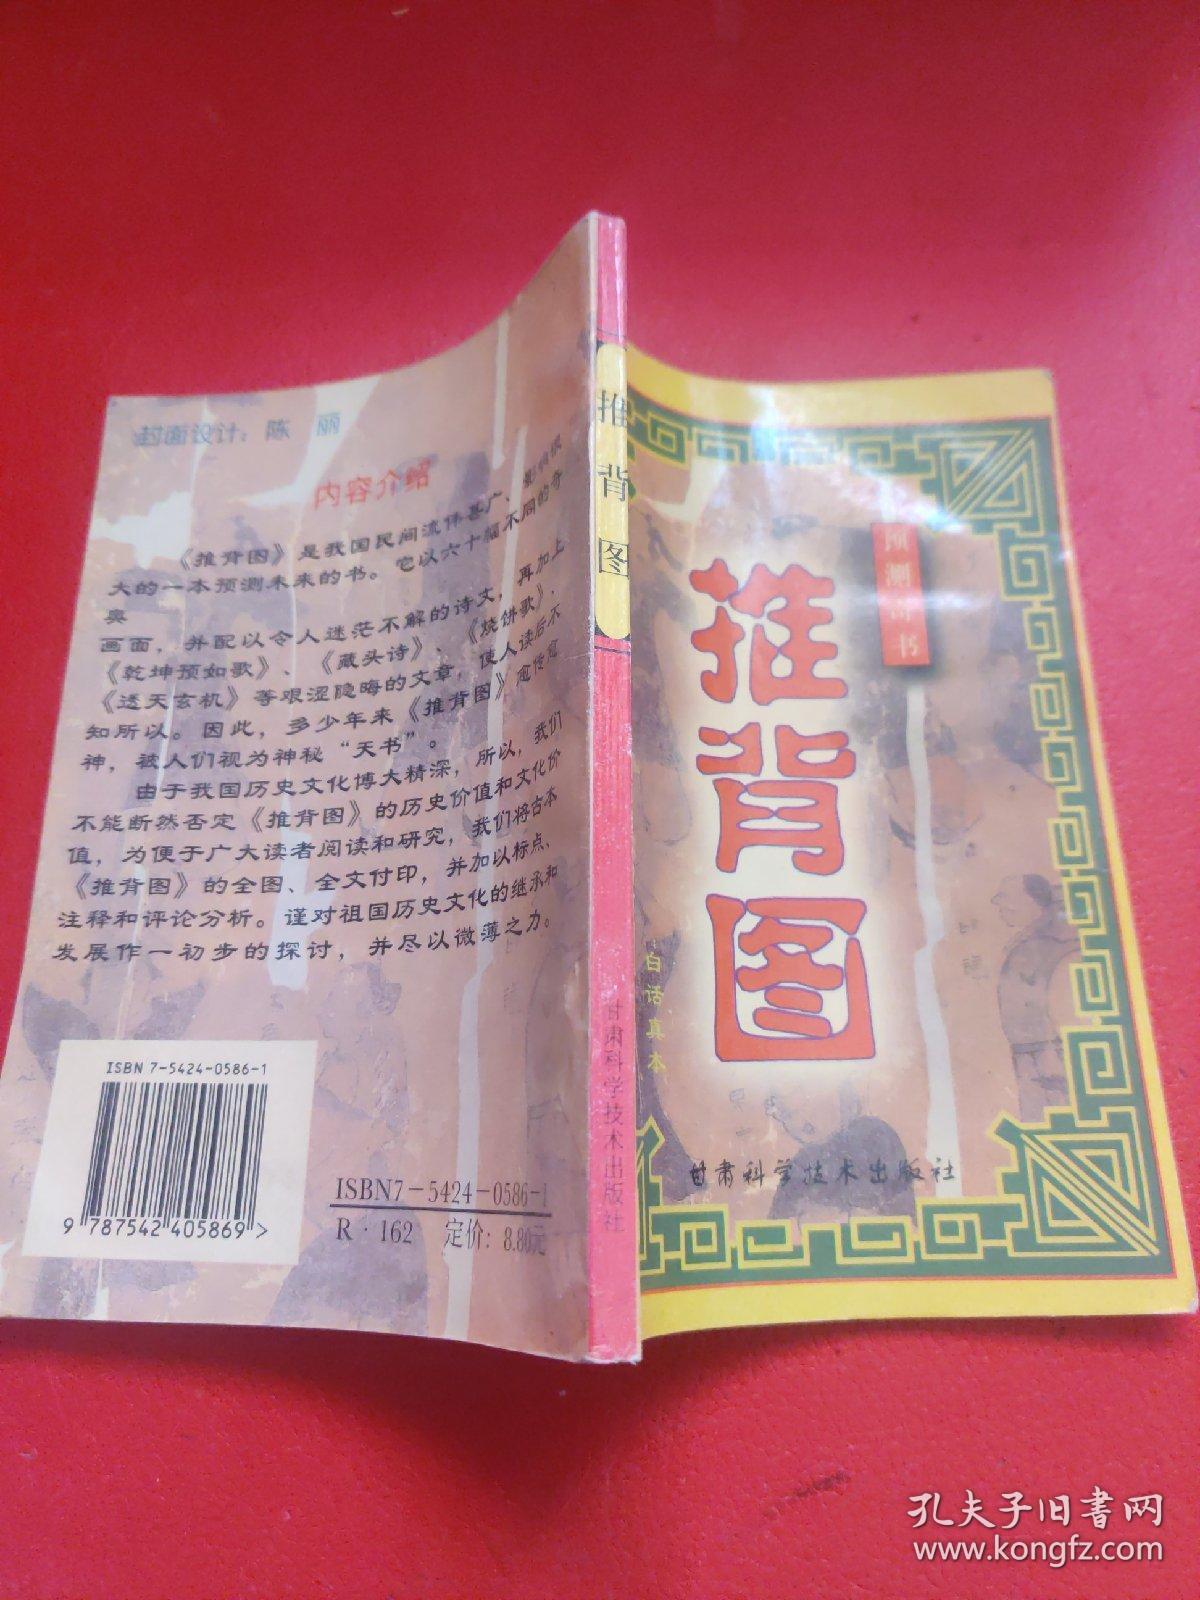 封面设计：陈 丽
内容介绍
《推背图》是我国民间流传甚广、影响很
大的一本预测未来的书。它以六十幅不同的奇
奥
画面，并配以令人迷茫不解的诗文，再加上
《乾坤预如歌》、《藏头诗》、《烧饼歌》、
《透天玄机》等艰涩隐晦的文章，使人读后不
知所以。因此，多少年来《推背图》愈传愈
神，被人们视为神秘“天书”。
由于我国历史文化博大精深，所以，我们
不能断然否定《推背图》的历史价值和文化价
值，为便于广大读者阅读和研究，我们将古本
《推背图》的全图、全文付印，并加以标点、
注释和评论分析。谨对祖国历史文化的继承和
发展作一初步的探讨，并尽以微薄之力。
ISBN 7-5424-0586-1
9 787542 405869 >
ISBN7-5424-0586-1
R·162 定价：8.80元
推背图
甘肃科学技术出版社
预测奇书
推背图
白话真本
甘肃科学技术出版社
孔夫子旧书网
www.kongfz.com